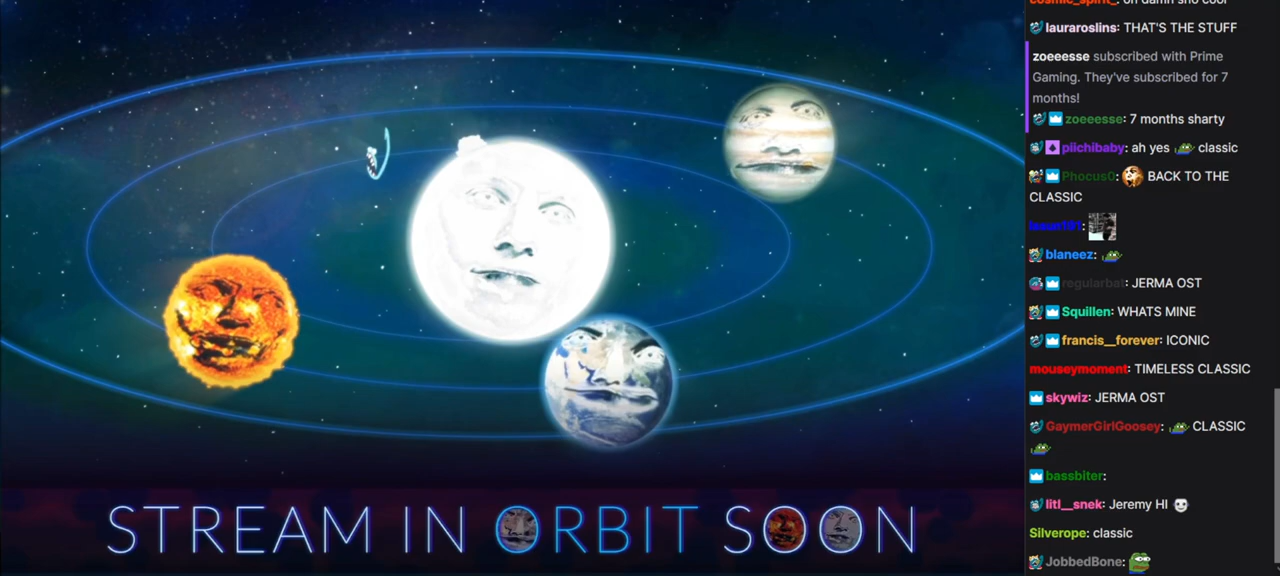 STREAM IN ORBIT SOON
lauraroslins: THAT'S THE STUFF
zoeeesse subscribed with Prime
Gaming. They've subscribed for 7
months!
zoeeesse: 7 months sharty
piichibaby: ah yes classic
Phocus0: BACK TO THE
CLASSIC
blaneez:
regularbat: JERMA OST
Squillen: WHATS MINE
francis__forever: ICONIC
mouseymoment: TIMELESS CLASSIC
skywiz: JERMA OST
GaymerGirlGoosey: CLASSIC
bassbiter:
litl__snek: Jeremy HI
Silverope: classic
JobbedBone: